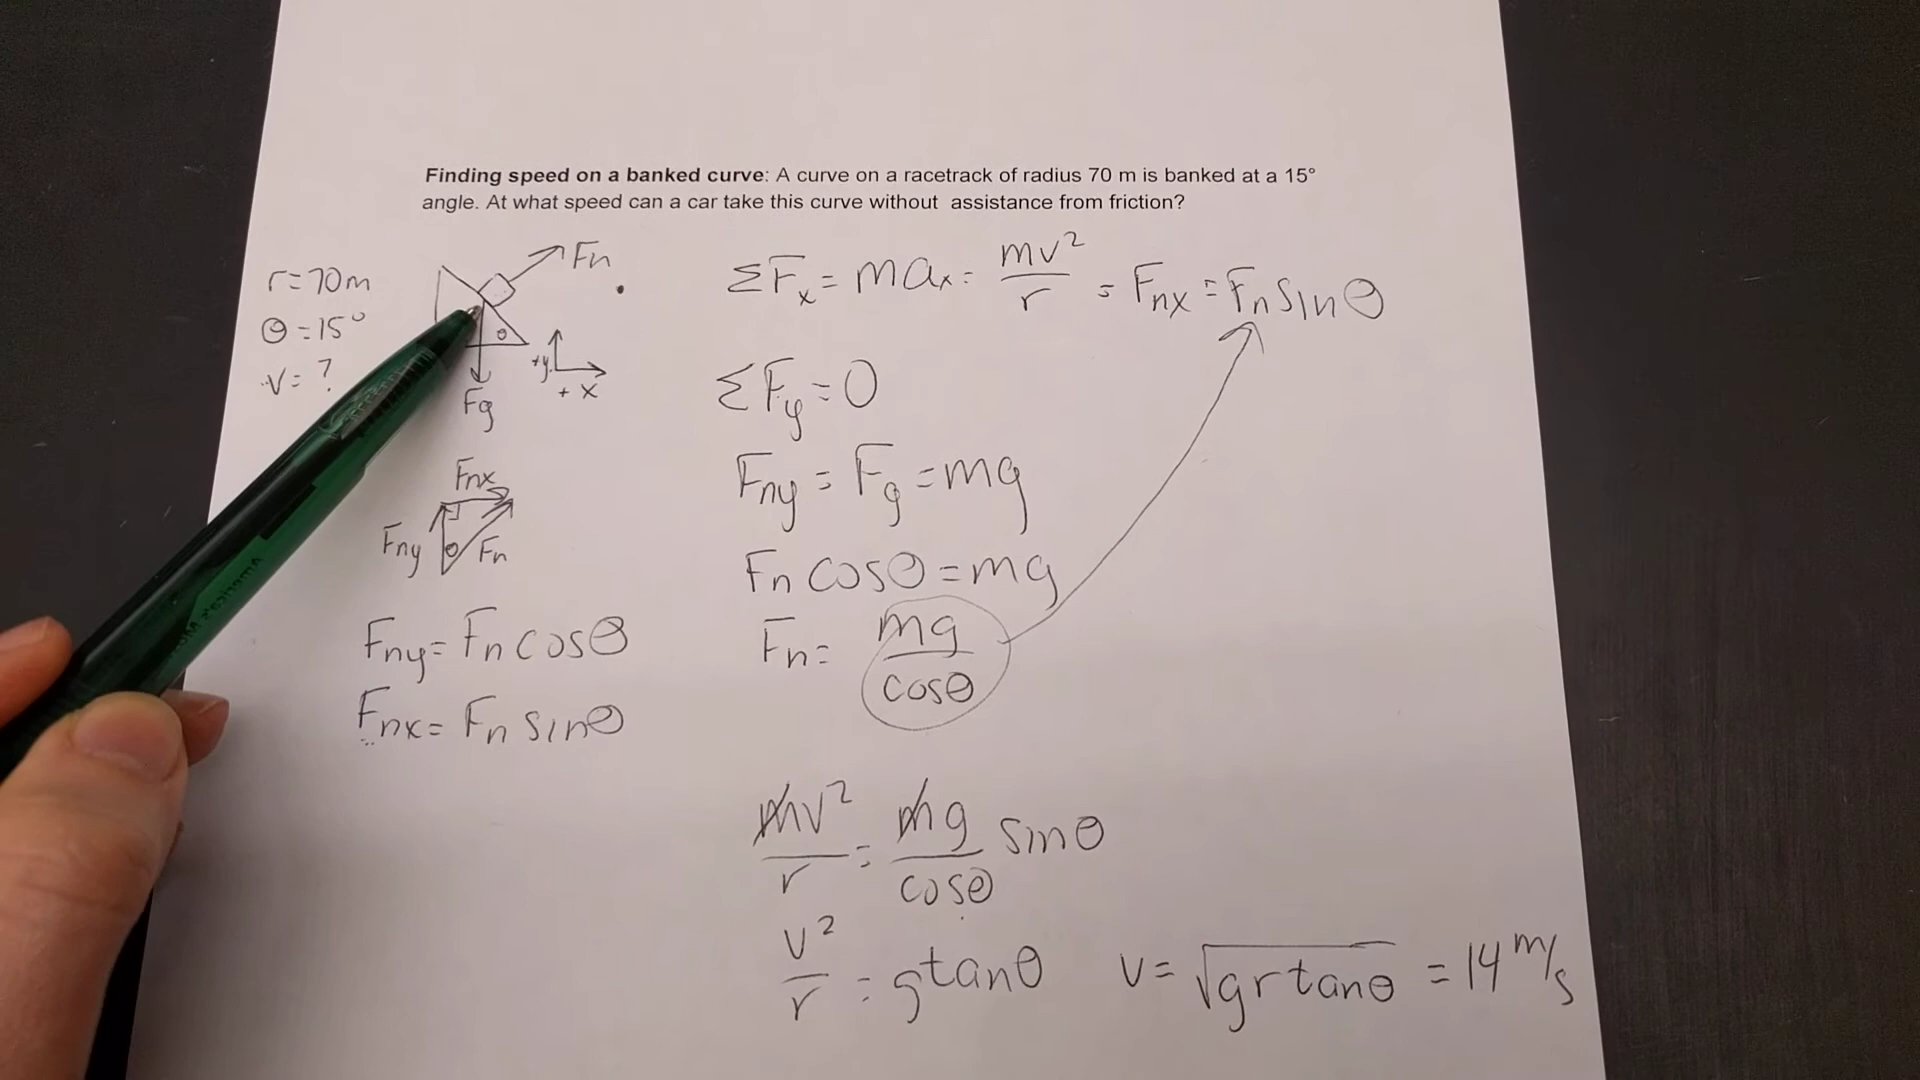 Finding speed on a banked curve: A curve on a racetrack of radius 70 m is banked at a 15°
angle. At what speed can a car take this curve without assistance from friction?
r=70m
θ=15°
v=?
Fn
θ
+y
+x
Fg
Fnx
Fny
θ
Fn
Fny=Fn cosθ
Fnx=Fn sinθ
ΣFx=max=mv²/r=Fnx=Fn sinθ
ΣFy=0
Fny=Fg=mg
Fn cosθ=mg
Fn=mg/cosθ
mv²/r=mg/cosθ sinθ
v²/r=g tanθ
v=√gr tanθ=14 m/s